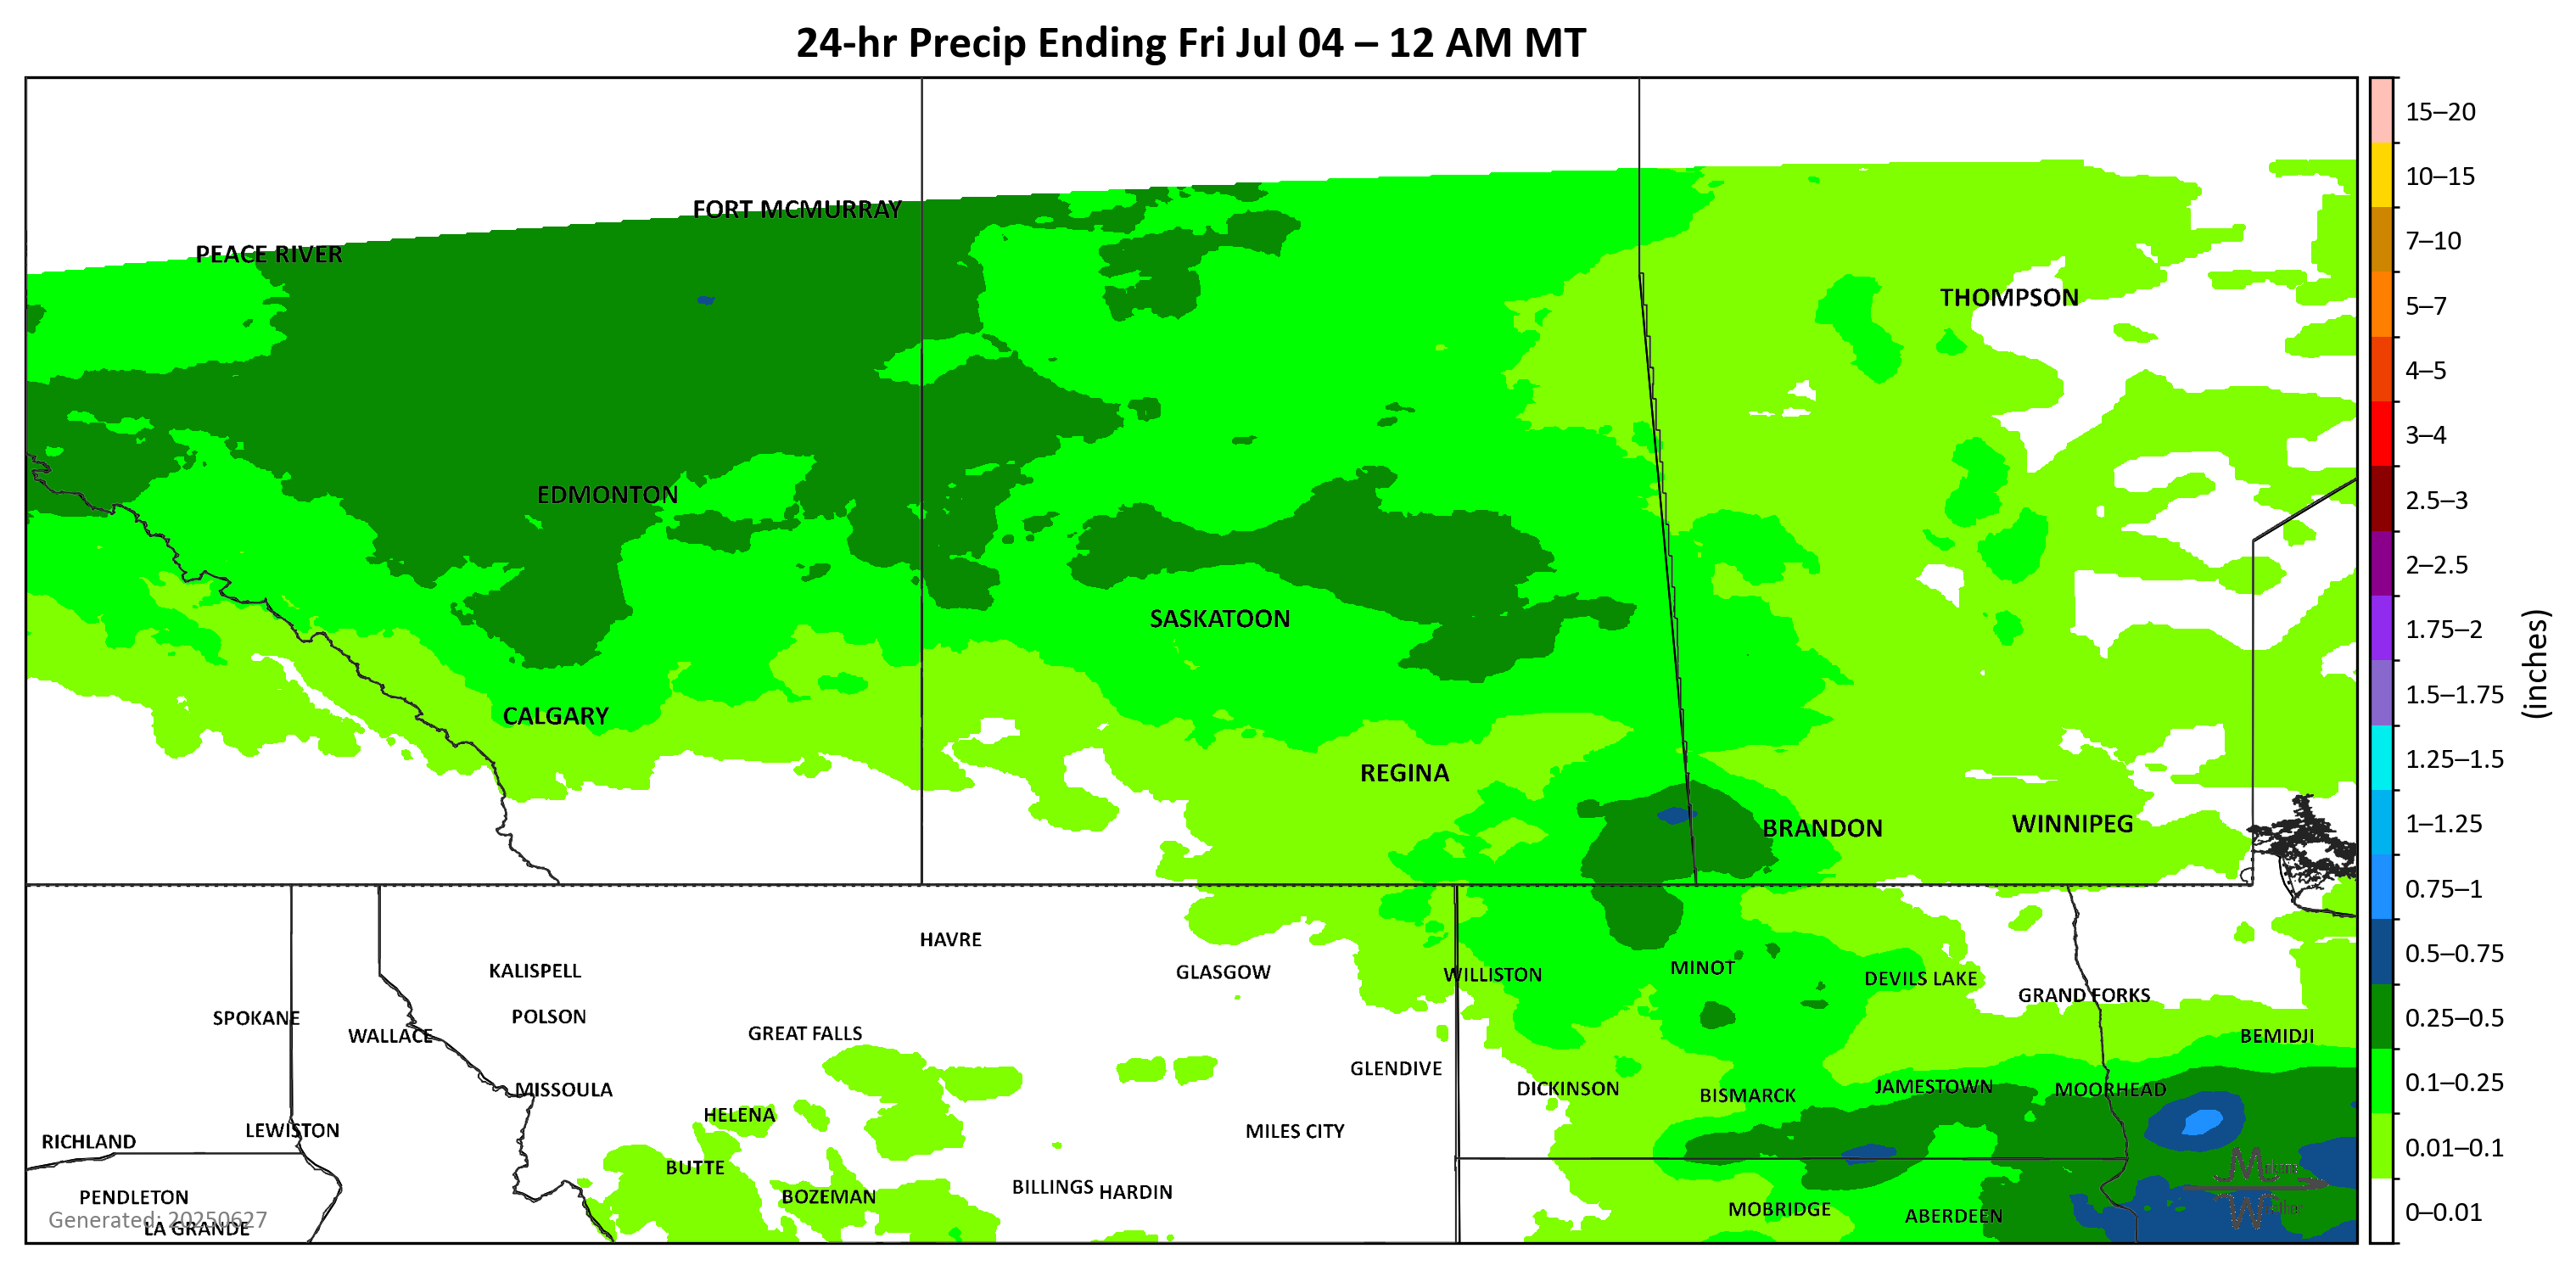 24-hr Precip Ending Fri Jul 04 – 12 AM MT
15–20
10–15
7–10
5–7
4–5
3–4
2.5–3
2–2.5
1.75–2
1.5–1.75
1.25–1.5
1–1.25
0.75–1
0.5–0.75
0.25–0.5
0.1–0.25
0.01–0.1
0–0.01
(inches)
FORT MCMURRAY
PEACE RIVER
THOMPSON
EDMONTON
SASKATOON
CALGARY
REGINA
BRANDON
WINNIPEG
HAVRE
KALISPELL
GLASGOW
WILLISTON
MINOT
DEVILS LAKE
GRAND FORKS
SPOKANE
POLSON
WALLACE
GREAT FALLS
BEMIDJI
GLENDIVE
MISSOULA
DICKINSON
BISMARCK
JAMESTOWN
MOORHEAD
HELENA
LEWISTON
RICHLAND
MILES CITY
BUTTE
PENDLETON
BOZEMAN
BILLINGS
HARDIN
MOBRIDGE
ABERDEEN
Generated: 20250627
LA GRANDE